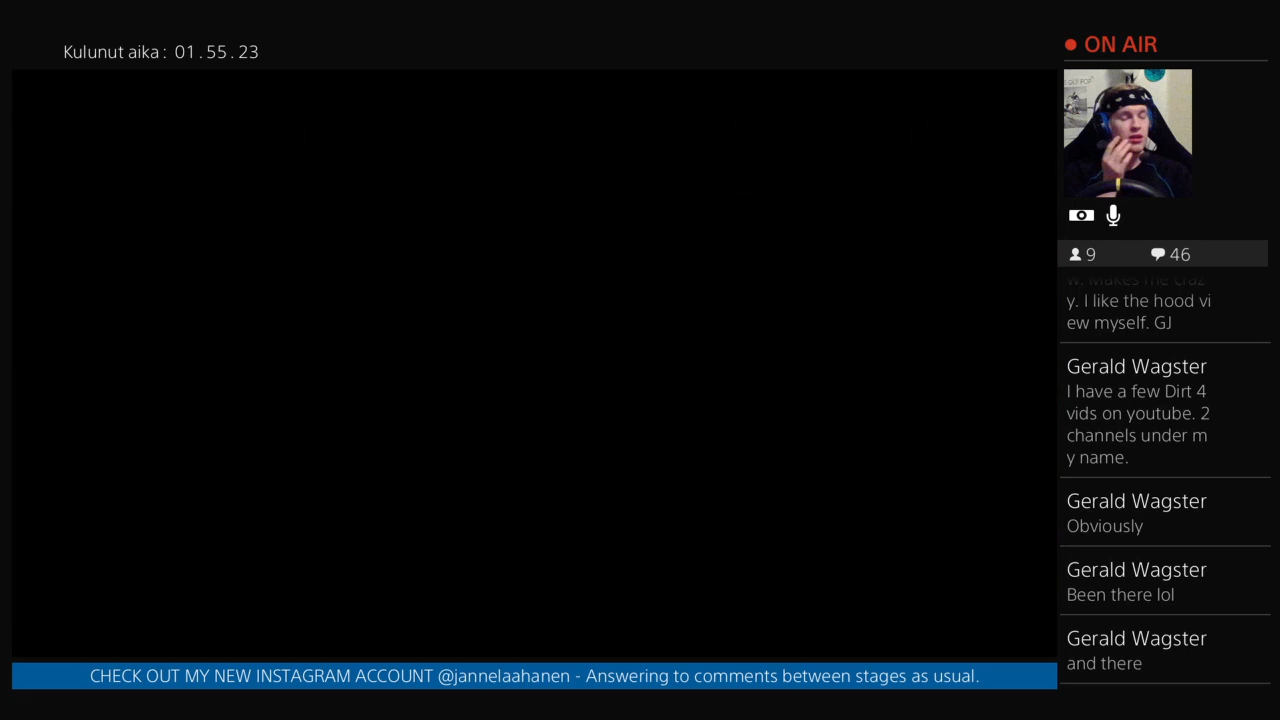 Kulunut aika : 01 . 55 . 23
ON AIR
9
46
y. I like the hood vi
ew myself. GJ
Gerald Wagster
I have a few Dirt 4
vids on youtube. 2
channels under m
y name.
Gerald Wagster
Obviously
Gerald Wagster
Been there lol
Gerald Wagster
and there
CHECK OUT MY NEW INSTAGRAM ACCOUNT @jannelaahanen - Answering to comments between stages as usual.